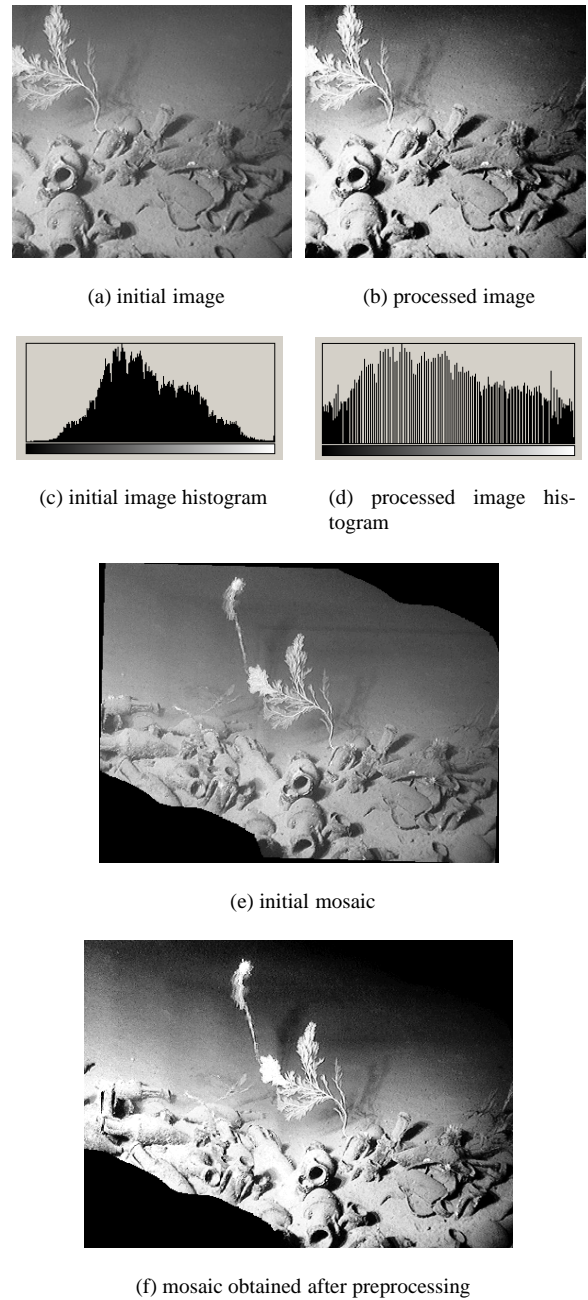 (a) initial image
(b) processed image
(c) initial image histogram
(d) processed image his-
togram
(e) initial mosaic
(f) mosaic obtained after preprocessing